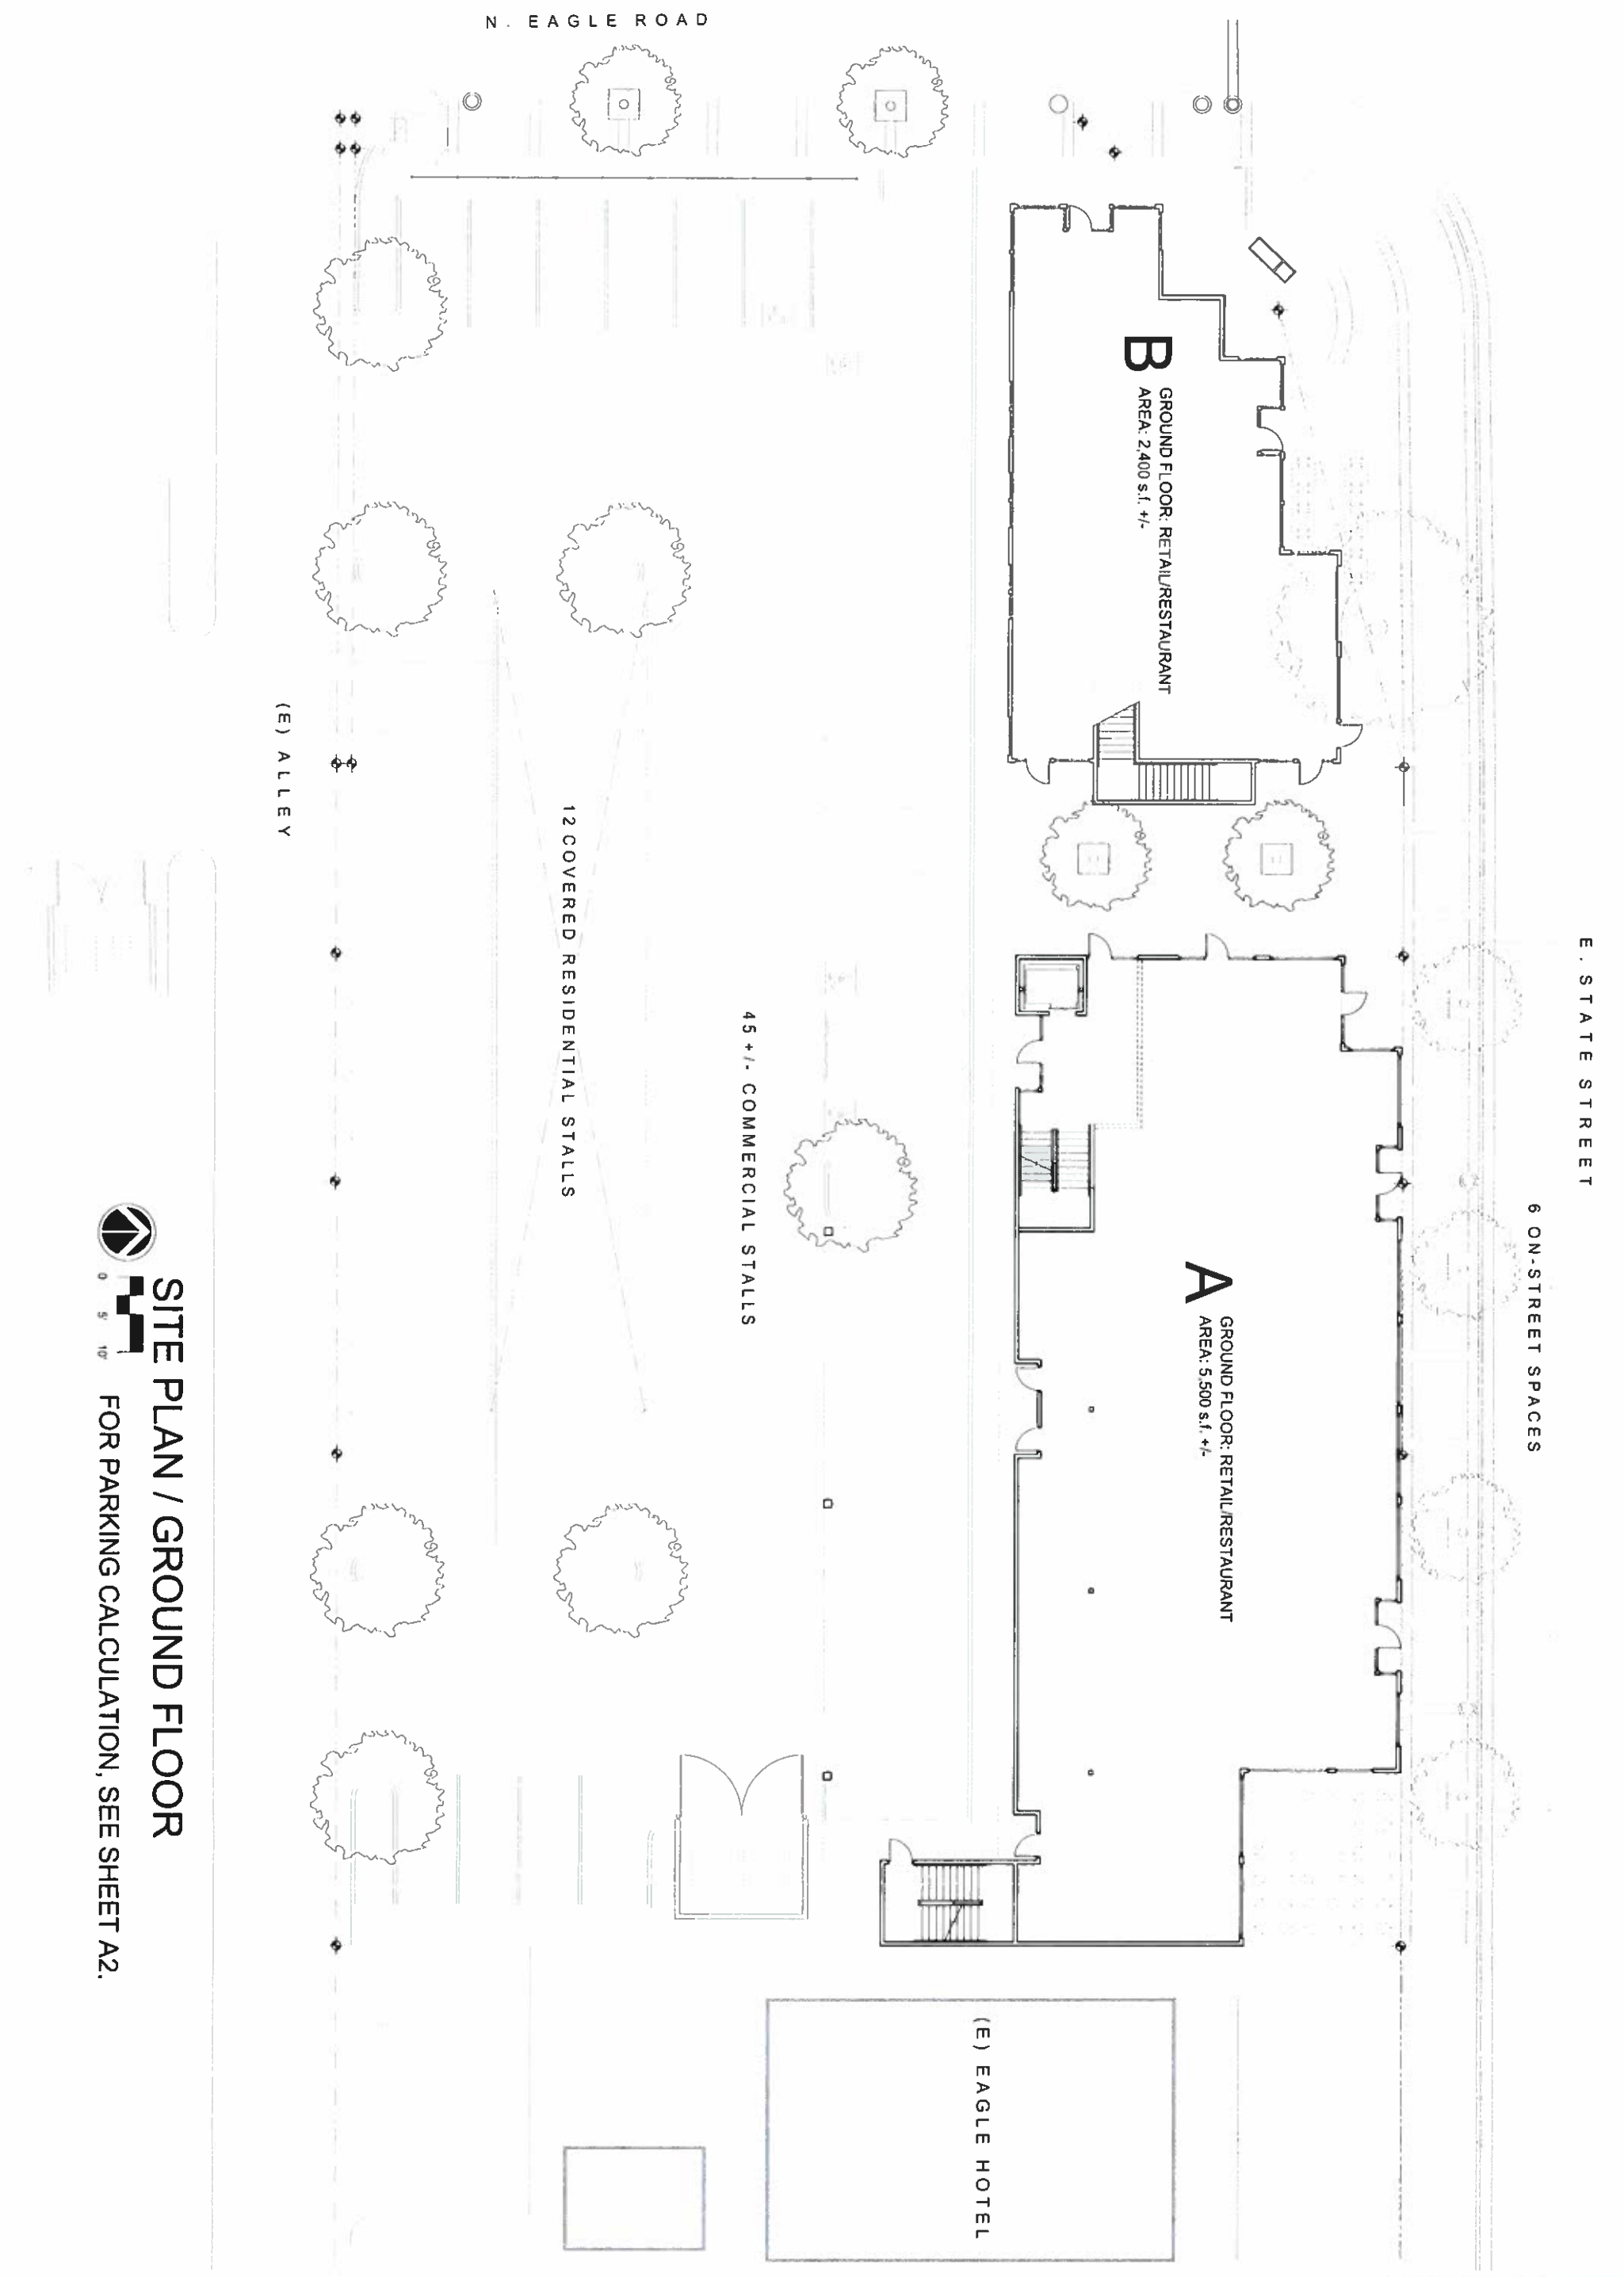 N. EAGLE ROAD
E. STATE STREET
6 ON-STREET SPACES
B
GROUND FLOOR: RETAIL/RESTAURANT
AREA: 2,400 s.f. +/-
A
GROUND FLOOR: RETAIL/RESTAURANT
AREA: 5,500 s.f. +/-
(E) EAGLE HOTEL
45 +/- COMMERCIAL STALLS
12 COVERED RESIDENTIAL STALLS
(E) ALLEY
SITE PLAN / GROUND FLOOR
0 5' 10'
FOR PARKING CALCULATION, SEE SHEET A2.